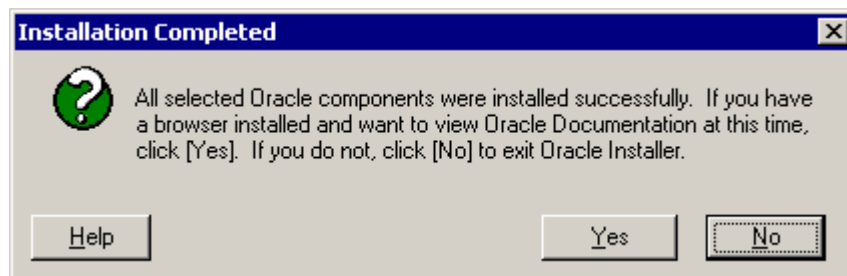 Installation Completed
All selected Oracle components were installed successfully. If you have
a browser installed and want to view Oracle Documentation at this time,
click [Yes]. If you do not, click [No] to exit Oracle Installer.
Help Yes No